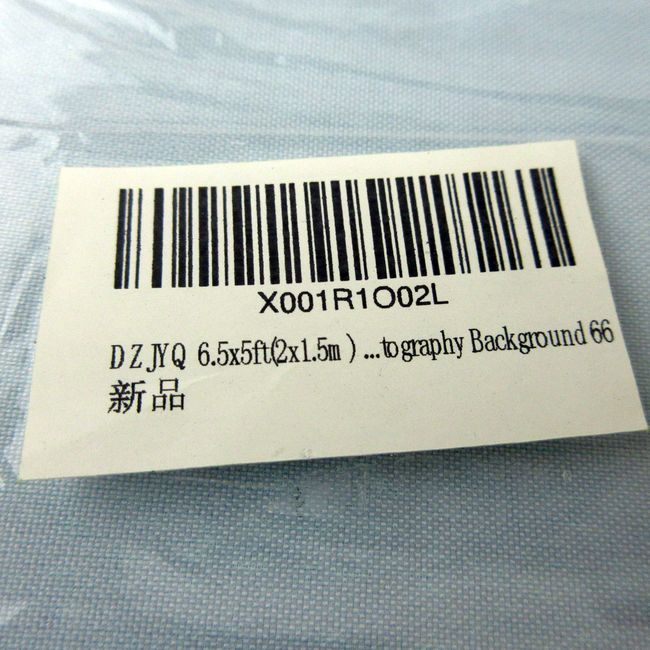 X001R1O02L
DZJYQ 6.5x5ft(2x1.5m) ...tography Background 66
新品